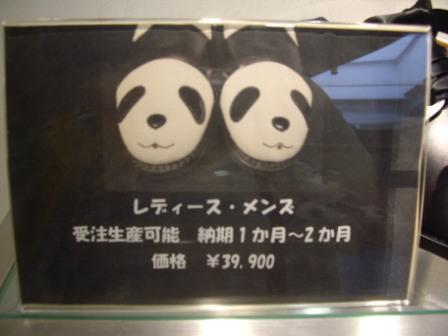 レディース・メンズ
受注生産可能　納期1か月～2か月
価格　￥39.900